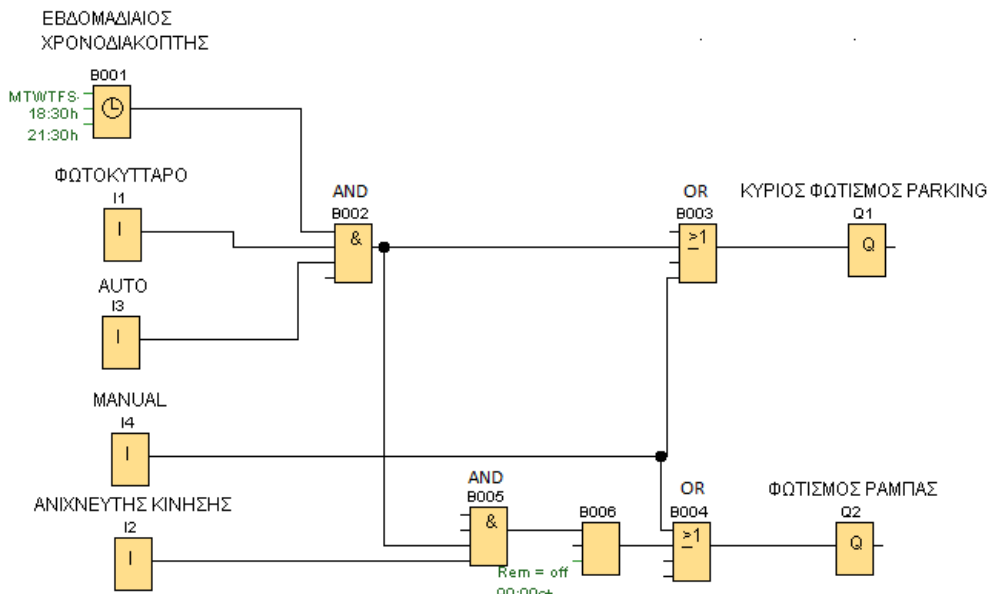 ΕΒΔΟΜΑΔΙΑΙΟΣ
ΧΡΟΝΟΔΙΑΚΟΠΤΗΣ
B001
MTWTFS-
18:30h
21:30h
ΦΩΤΟΚΥΤΤΑΡΟ
I1
I
AND
B002
&
OR
B003
≥1
ΚΥΡΙΟΣ ΦΩΤΙΣΜΟΣ PARKING
Q1
Q
AUTO
I3
I
MANUAL
I4
I
ΑΝΙΧΝΕΥΤΗΣ ΚΙΝΗΣΗΣ
I2
I
AND
B005
&
B006
Rem = off
OR
B004
≥1
ΦΩΤΙΣΜΟΣ ΡΑΜΠΑΣ
Q2
Q